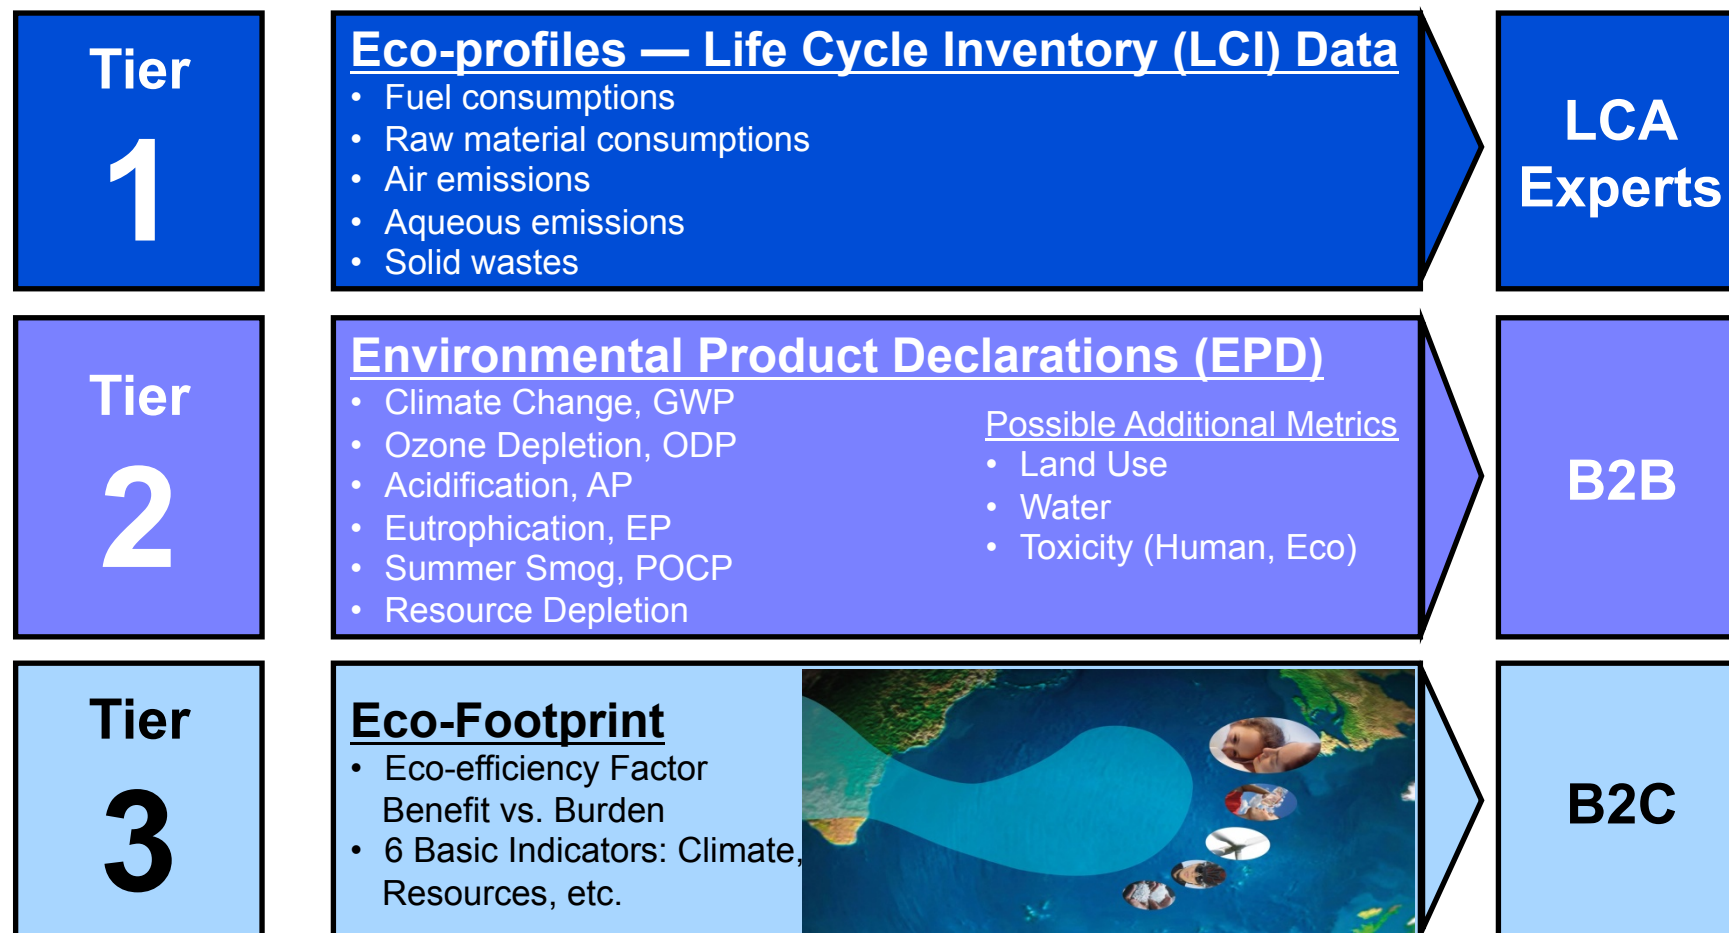 Tier
1
Eco-profiles — Life Cycle Inventory (LCI) Data
• Fuel consumptions
• Raw material consumptions
• Air emissions
• Aqueous emissions
• Solid wastes
LCA
Experts
Tier
2
Environmental Product Declarations (EPD)
• Climate Change, GWP
• Ozone Depletion, ODP
• Acidification, AP
• Eutrophication, EP
• Summer Smog, POCP
• Resource Depletion
Possible Additional Metrics
• Land Use
• Water
• Toxicity (Human, Eco)
B2B
Tier
3
Eco-Footprint
• Eco-efficiency Factor
Benefit vs. Burden
• 6 Basic Indicators: Climate,
Resources, etc.
B2C